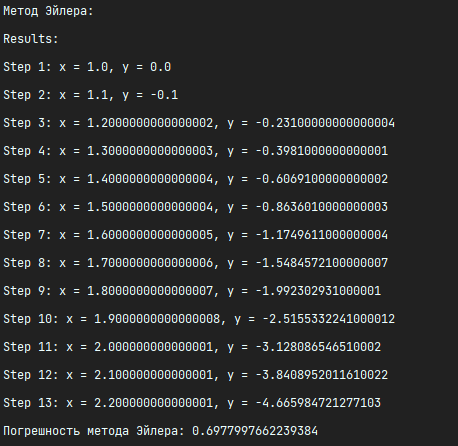 Метод Эйлера:
Results:
Step 1: x = 1.0, y = 0.0
Step 2: x = 1.1, y = -0.1
Step 3: x = 1.2000000000000002, y = -0.23100000000000004
Step 4: x = 1.3000000000000003, y = -0.3981000000000001
Step 5: x = 1.4000000000000004, y = -0.6069100000000002
Step 6: x = 1.5000000000000004, y = -0.8636010000000003
Step 7: x = 1.6000000000000005, y = -1.1749611000000004
Step 8: x = 1.7000000000000006, y = -1.5484572100000007
Step 9: x = 1.8000000000000007, y = -1.992302931000001
Step 10: x = 1.9000000000000008, y = -2.5155332241000012
Step 11: x = 2.000000000000001, y = -3.128086546510002
Step 12: x = 2.100000000000001, y = -3.8408952011610022
Step 13: x = 2.200000000000001, y = -4.665984721277103
Погрешность метода Эйлера: 0.6977997662239384